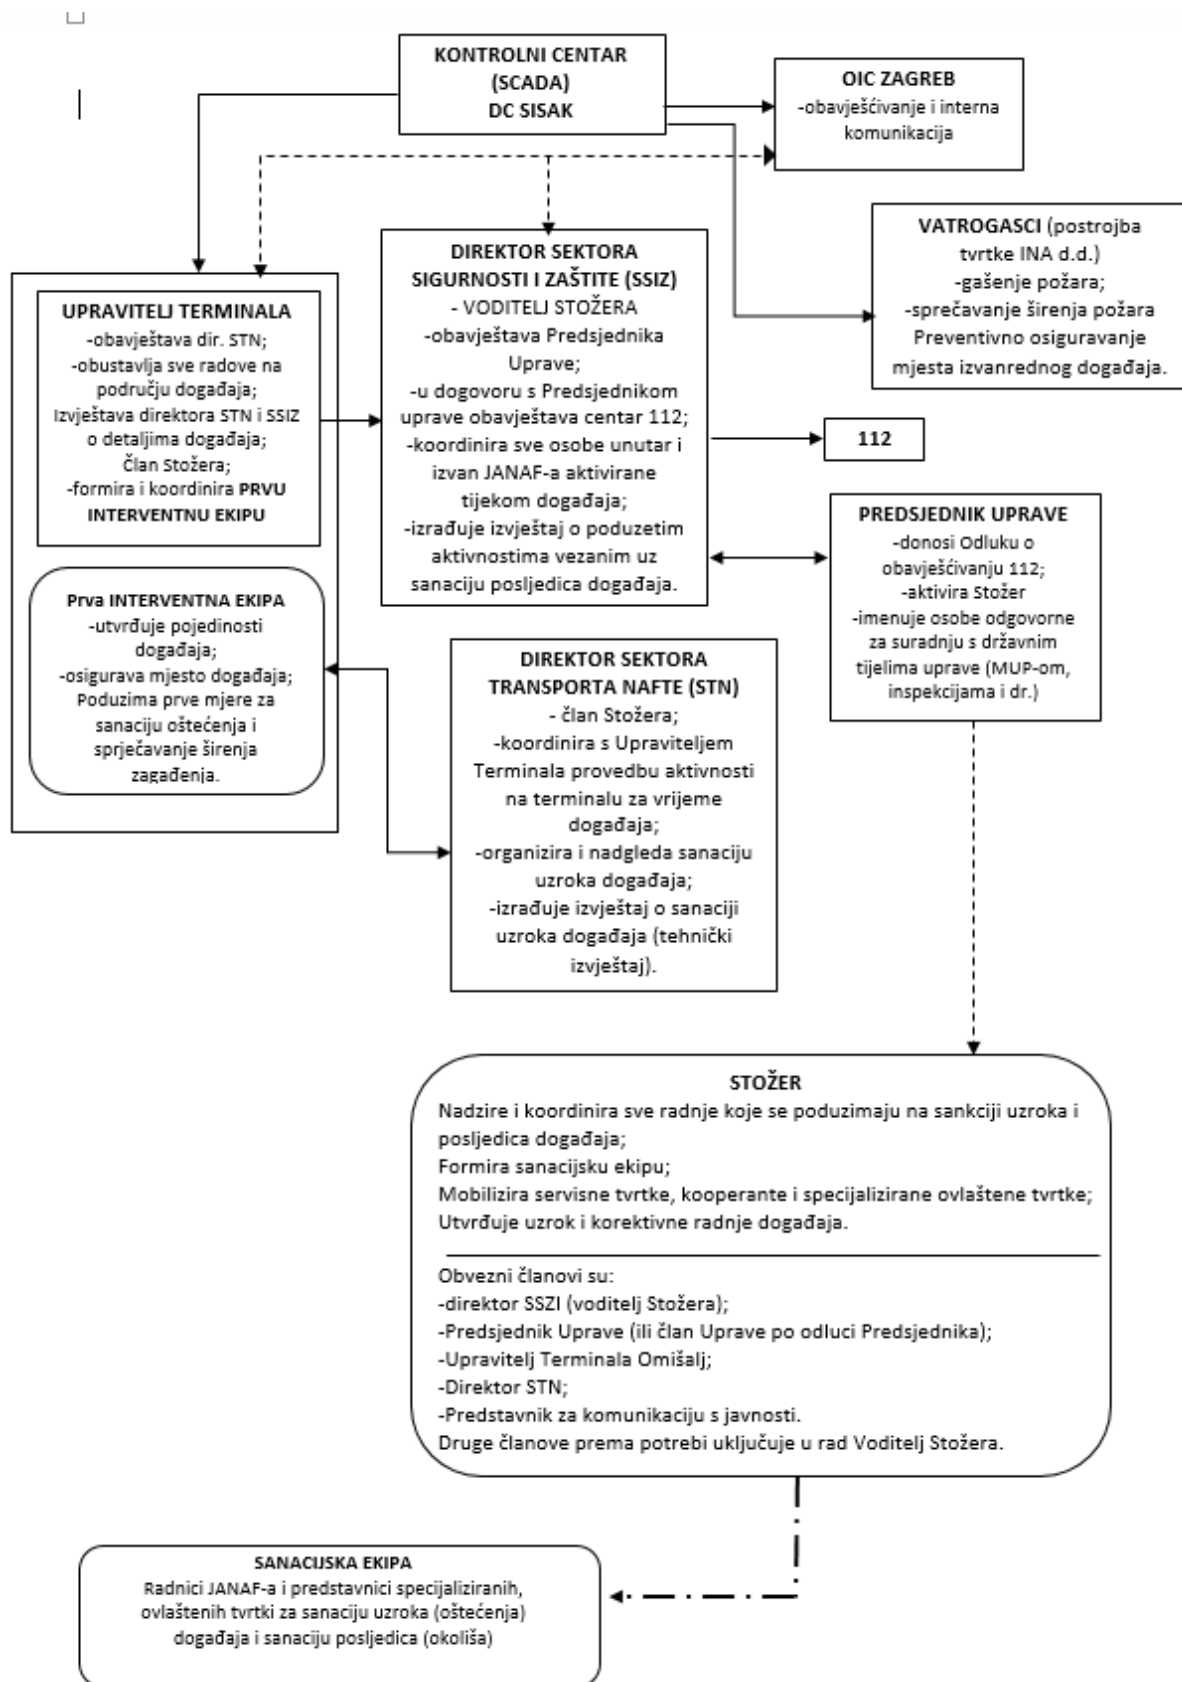 KONTROLNI CENTAR
(SCADA)
DC SISAK
OIC ZAGREB
-obavješćivanje i interna
komunikacija
VATROGASCI (postrojba
tvrtke INA d.d.)
-gašenje požara;
-sprečavanje širenja požara
Preventivno osiguravanje
mjesta izvanrednog događaja.
UPRAVITELJ TERMINALA
-obavještava dir. STN;
-obustavlja sve radove na
području događaja;
Izvještava direktora STN i SSIZ
o detaljima događaja;
Član Stožera;
-formira i koordinira PRVU
INTERVENTNU EKIPU
DIREKTOR SEKTORA
SIGURNOSTI I ZAŠTITE (SSIZ)
- VODITELJ STOŽERA
-obavještava Predsjednika
Uprave;
-u dogovoru s Predsjednikom
uprave obavještava centar 112;
-koordinira sve osobe unutar i
izvan JANAF-a aktivirane
tijekom događaja;
-izrađuje izvještaj o poduzetim
aktivnostima vezanim uz
sanaciju posljedica događaja.
112
PREDSJEDNIK UPRAVE
-donosi Odluku o
obavješćivanju 112;
-aktivira Stožer
-imenuje osobe odgovorne
za suradnju s državnim
tijelima uprave (MUP-om,
inspekcijama i dr.)
Prva INTERVENTNA EKIPA
-utvrđuje pojedinosti
događaja;
-osigurava mjesto događaja;
Poduzima prve mjere za
sanaciju oštećenja i
sprječavanje širenja
zagađenja.
DIREKTOR SEKTORA
TRANSPORTA NAFTE (STN)
- član Stožera;
-koordinira s Upraviteljem
Terminala provedbu aktivnosti
na terminalu za vrijeme
događaja;
-organizira i nadgleda sanaciju
uzroka događaja;
-izrađuje izvještaj o sanaciji
uzroka događaja (tehnički
izvještaj).
STOŽER
Nadzire i koordinira sve radnje koje se poduzimaju na sankciji uzroka i
posljedica događaja;
Formira sanacijsku ekipu;
Mobilizira servisne tvrtke, kooperante i specijalizirane ovlaštene tvrtke;
Utvrđuje uzrok i korektivne radnje događaja.
Obvezni članovi su:
-direktor SSZI (voditelj Stožera);
-Predsjednik Uprave (ili član Uprave po odluci Predsjednika);
-Upravitelj Terminala Omišalj;
-Direktor STN;
-Predstavnik za komunikaciju s javnosti.
Druge članove prema potrebi uključuje u rad Voditelj Stožera.
SANACIJSKA EKIPA
Radnici JANAF-a i predstavnici specijaliziranih,
ovlaštenih tvrtki za sanaciju uzroka (oštećenja)
događaja i sanaciju posljedica (okoliša)